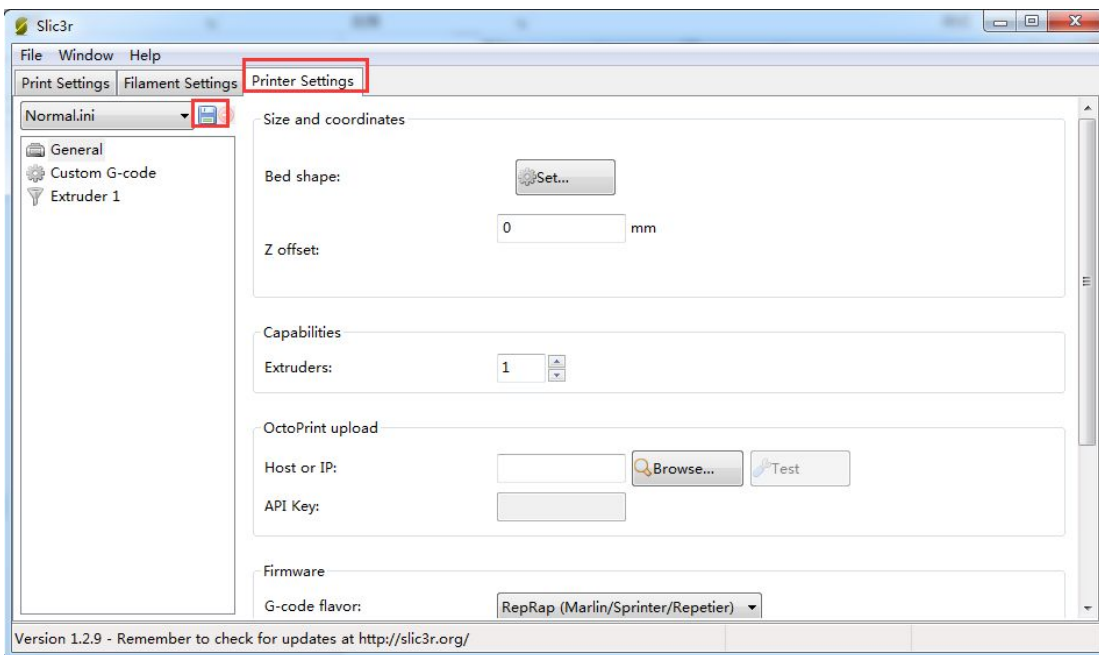 Slic3r
File Window Help
Print Settings Filament Settings Printer Settings
Normal.ini
General
Custom G-code
Extruder 1
Size and coordinates
Bed shape: Set...
Z offset: 0 mm
Capabilities
Extruders: 1
OctoPrint upload
Host or IP: Browse... Test
API Key:
Firmware
G-code flavor: RepRap (Marlin/Sprinter/Repetier)
Version 1.2.9 - Remember to check for updates at http://slic3r.org/